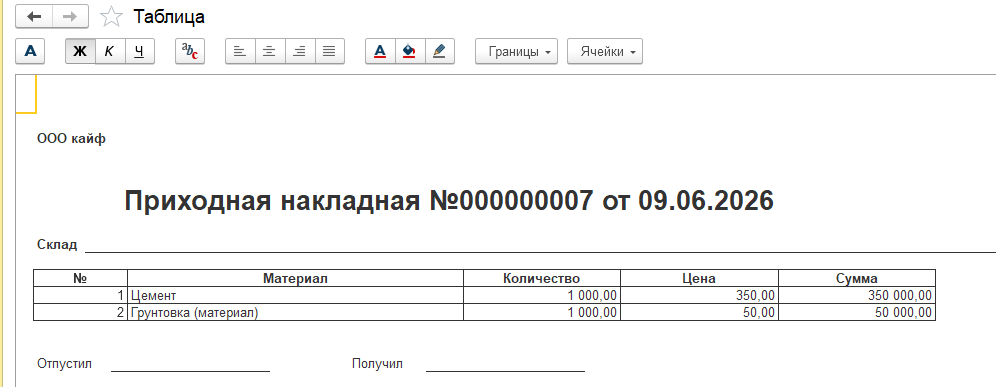 Таблица
А Ж К Ч аbс А Границы Ячейки
ООО кайф
Приходная накладная №000000007 от 09.06.2026
Склад
№ Материал Количество Цена Сумма
1 Цемент 1 000,00 350,00 350 000,00
2 Грунтовка (материал) 1 000,00 50,00 50 000,00
Отпустил Получил